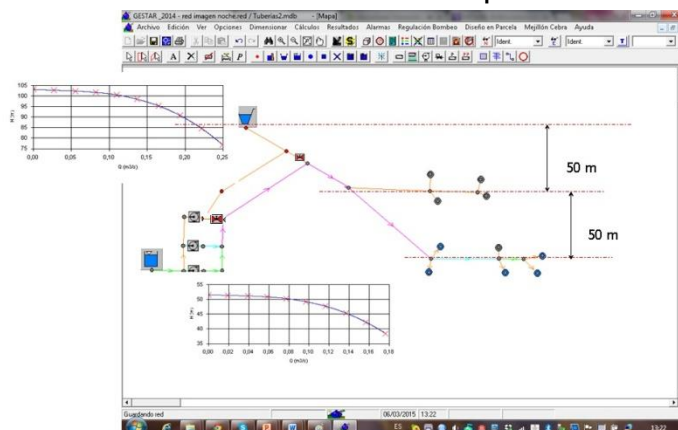 GESTAR _2014 - red imagen noche.red / Tuberias2.mdb - [Mapa]
Archivo Edición Ver Opciones Dimensionar Cálculos Resultados Alarmas Regulación Bombeo Diseño en Parcela Mejillón Cebra Ayuda
Ident. Ident.
105
100
95
90
85
80
75
0,00 0,05 0,10 0,15 0,20 0,25
50 m
50 m
55
50
45
40
35
0,00 0,02 0,04 0,06 0,08 0,10 0,12 0,14 0,16 0,18
Guardando red 06/03/2015 13:22
ES 13:22